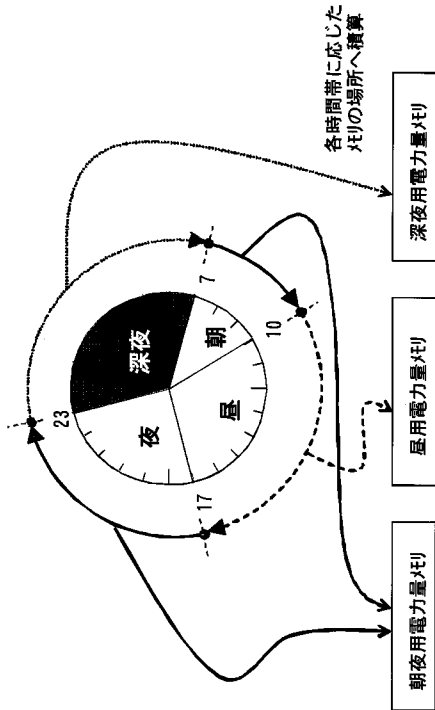 23
深夜
7
朝
10
昼
17
夜
各時間帯に応じた
メモリの場所へ積算
朝夜用電力量メモリ
昼用電力量メモリ
深夜用電力量メモリ